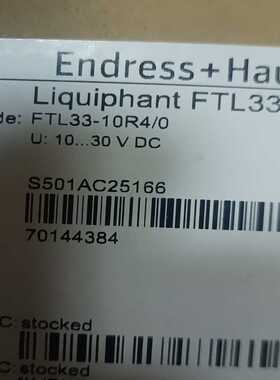 Endress+Hau
Liquiphant FTL33
de: FTL33-10R4/0
U: 10...30 V DC
S501AC25166
70144384
C: stocked
C: stocked